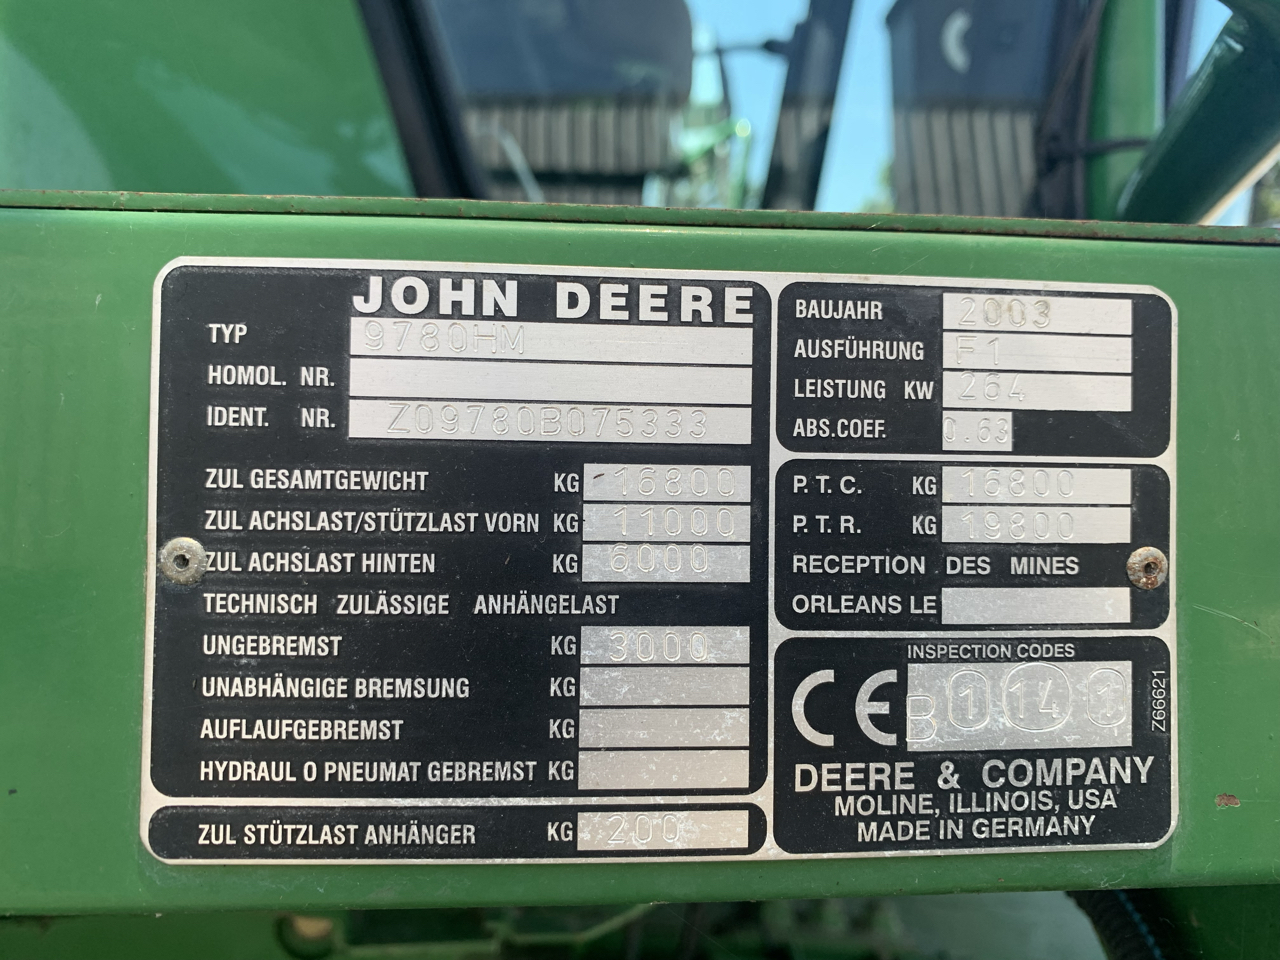 JOHN DEERE
TYP 9780HM
HOMOL. NR.
IDENT. NR. Z09780B075333
ZUL GESAMTGEWICHT KG 16800
ZUL ACHSLAST/STÜTZLAST VORN KG 11000
ZUL ACHSLAST HINTEN KG 6000
TECHNISCH ZULÄSSIGE ANHÄNGELAST
UNGEBREMST KG 3000
UNABHÄNGIGE BREMSUNG KG
AUFLAUFGEBREMST KG
HYDRAUL O PNEUMAT GEBREMST KG
ZUL STÜTZLAST ANHÄNGER KG 200
BAUJAHR 2003
AUSFÜHRUNG F1
LEISTUNG KW 264
ABS.COEF. 0.63
P. T. C. KG 16800
P. T. R. KG 19800
RECEPTION DES MINES
ORLEANS LE
INSPECTION CODES
CE B 1 14 1
Z66621
DEERE & COMPANY
MOLINE, ILLINOIS, USA
MADE IN GERMANY